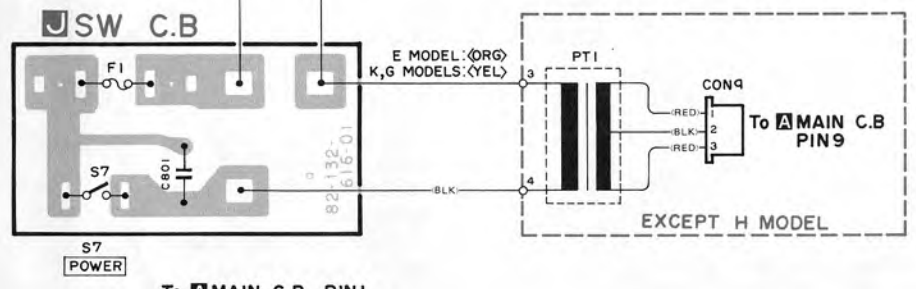 J SW C.B
E MODEL:〈ORG〉
K,G MODELS:〈YEL〉
F1
S7
C801
82-132-
616-01
〈BLK〉
3
4
PT1
CON9
〈RED〉
〈BLK〉
〈RED〉
1
2
3
To A MAIN C.B
PIN9
EXCEPT H MODEL
S7
POWER
To A MAIN C.B PIN1